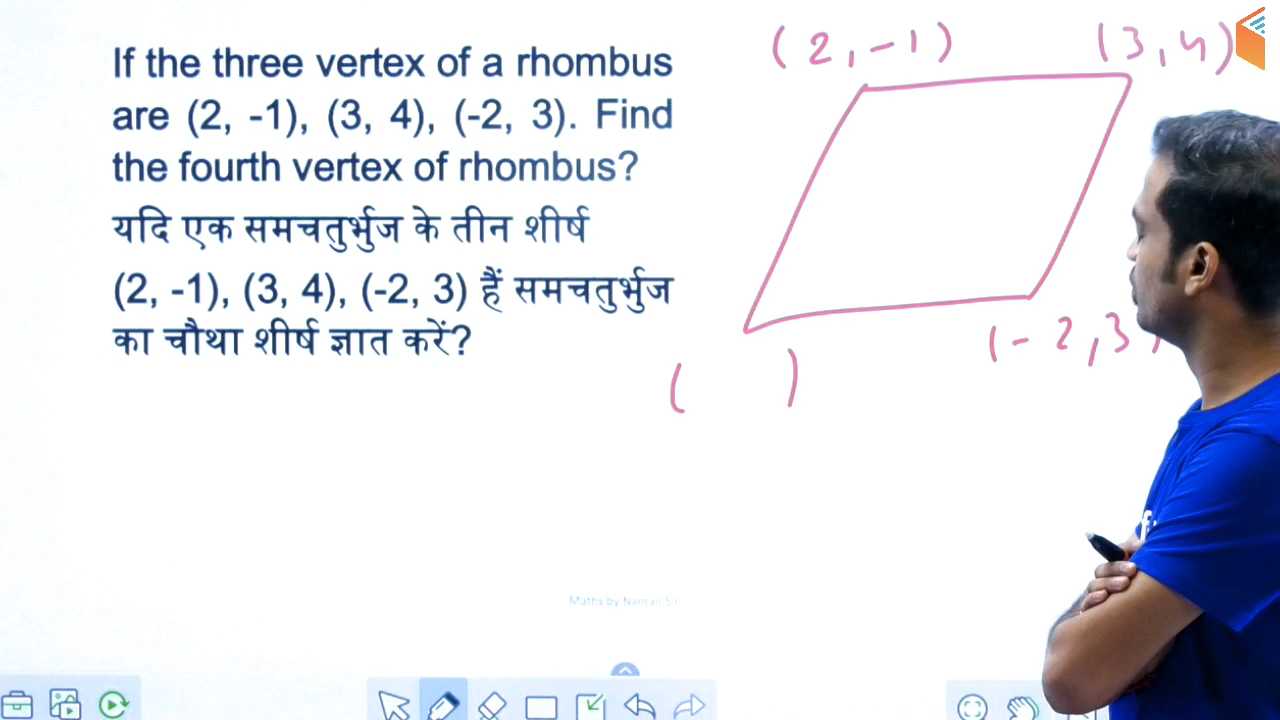 If the three vertex of a rhombus
are (2, -1), (3, 4), (-2, 3). Find
the fourth vertex of rhombus?
यदि एक समचतुर्भुज के तीन शीर्ष
(2, -1), (3, 4), (-2, 3) हैं समचतुर्भुज
का चौथा शीर्ष ज्ञात करें?
(2,-1)
(3,4)
(-2,3)
(      )
Maths by Naman Sir